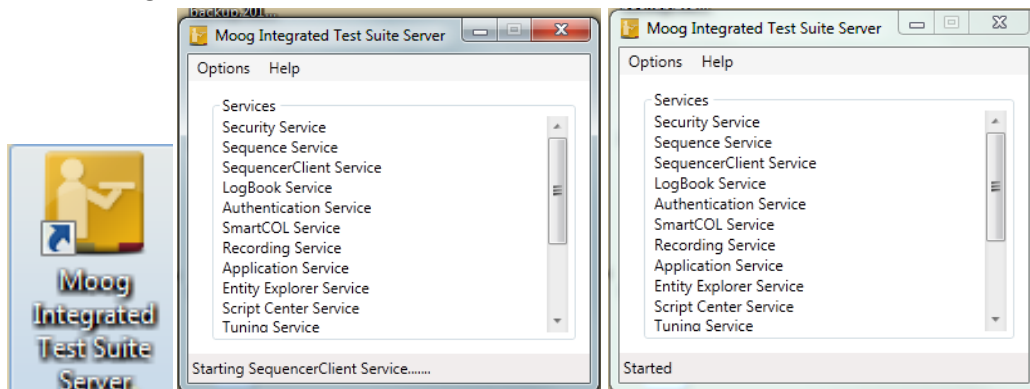 Moog
Integrated
Test Suite
Server
backup.201...
Moog Integrated Test Suite Server
Options Help
Services
Security Service
Sequence Service
SequencerClient Service
LogBook Service
Authentication Service
SmartCOL Service
Recording Service
Application Service
Entity Explorer Service
Script Center Service
Tuning Service
Starting SequencerClient Service.......
Moog Integrated Test Suite Server
Options Help
Services
Security Service
Sequence Service
SequencerClient Service
LogBook Service
Authentication Service
SmartCOL Service
Recording Service
Application Service
Entity Explorer Service
Script Center Service
Tuning Service
Started